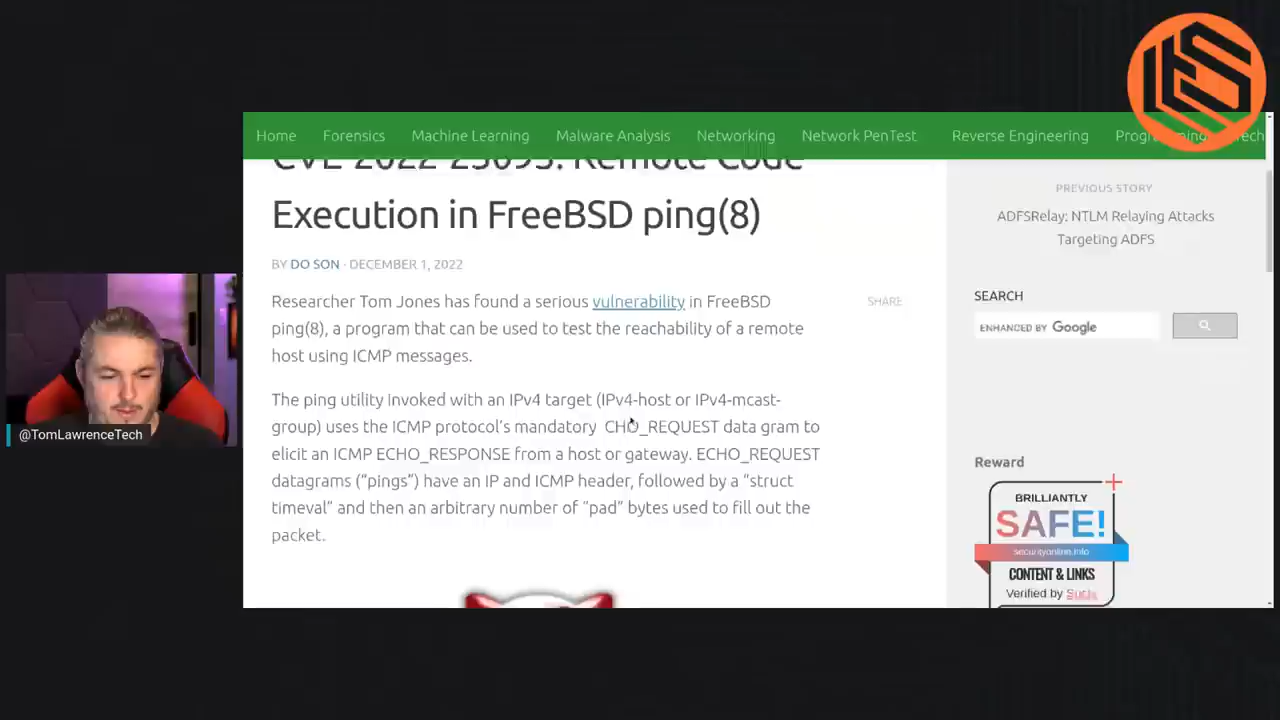 Home Forensics Machine Learning Malware Analysis Networking Network PenTest Reverse Engineering
Execution in FreeBSD ping(8)
BY DO SON · DECEMBER 1, 2022
Researcher Tom Jones has found a serious vulnerability in FreeBSD
ping(8), a program that can be used to test the reachability of a remote
host using ICMP messages.
The ping utility invoked with an IPv4 target (IPv4-host or IPv4-mcast-
group) uses the ICMP protocol's mandatory CHO_REQUEST data gram to
elicit an ICMP ECHO_RESPONSE from a host or gateway. ECHO_REQUEST
datagrams ("pings") have an IP and ICMP header, followed by a "struct
timeval" and then an arbitrary number of "pad" bytes used to fill out the
packet.
SHARE
PREVIOUS STORY
ADFSRelay: NTLM Relaying Attacks
Targeting ADFS
SEARCH
ENHANCED BY Google
Reward
BRILLIANTLY
SAFE!
securityonline.info
CONTENT & LINKS
Verified by
@TomLawrenceTech